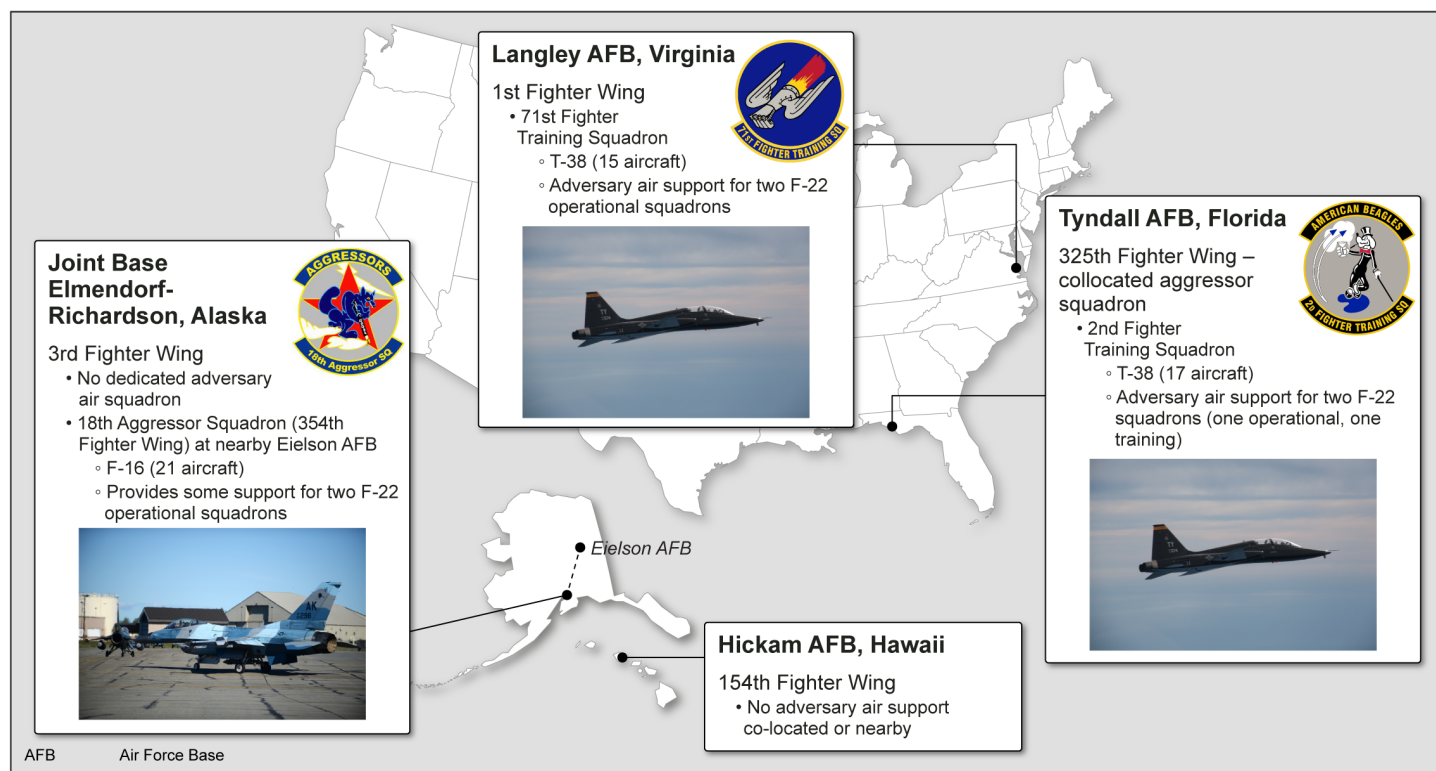 Langley AFB, Virginia
1st Fighter Wing
• 71st Fighter
Training Squadron
◦ T-38 (15 aircraft)
◦ Adversary air support for two F-22
operational squadrons
71st FIGHTER TRAINING SQ
Tyndall AFB, Florida
325th Fighter Wing –
collocated aggressor
squadron
• 2nd Fighter
Training Squadron
◦ T-38 (17 aircraft)
◦ Adversary air support for two F-22
squadrons (one operational, one
training)
AMERICAN BEAGLES
2D FIGHTER TRAINING SQ
TY
Joint Base
Elmendorf-
Richardson, Alaska
3rd Fighter Wing
• No dedicated adversary
air squadron
• 18th Aggressor Squadron (354th
Fighter Wing) at nearby Eielson AFB
◦ F-16 (21 aircraft)
◦ Provides some support for two F-22
operational squadrons
AGGRESSORS
18th Aggressor SQ
AK
Eielson AFB
Hickam AFB, Hawaii
154th Fighter Wing
• No adversary air support
co-located or nearby
AFB Air Force Base